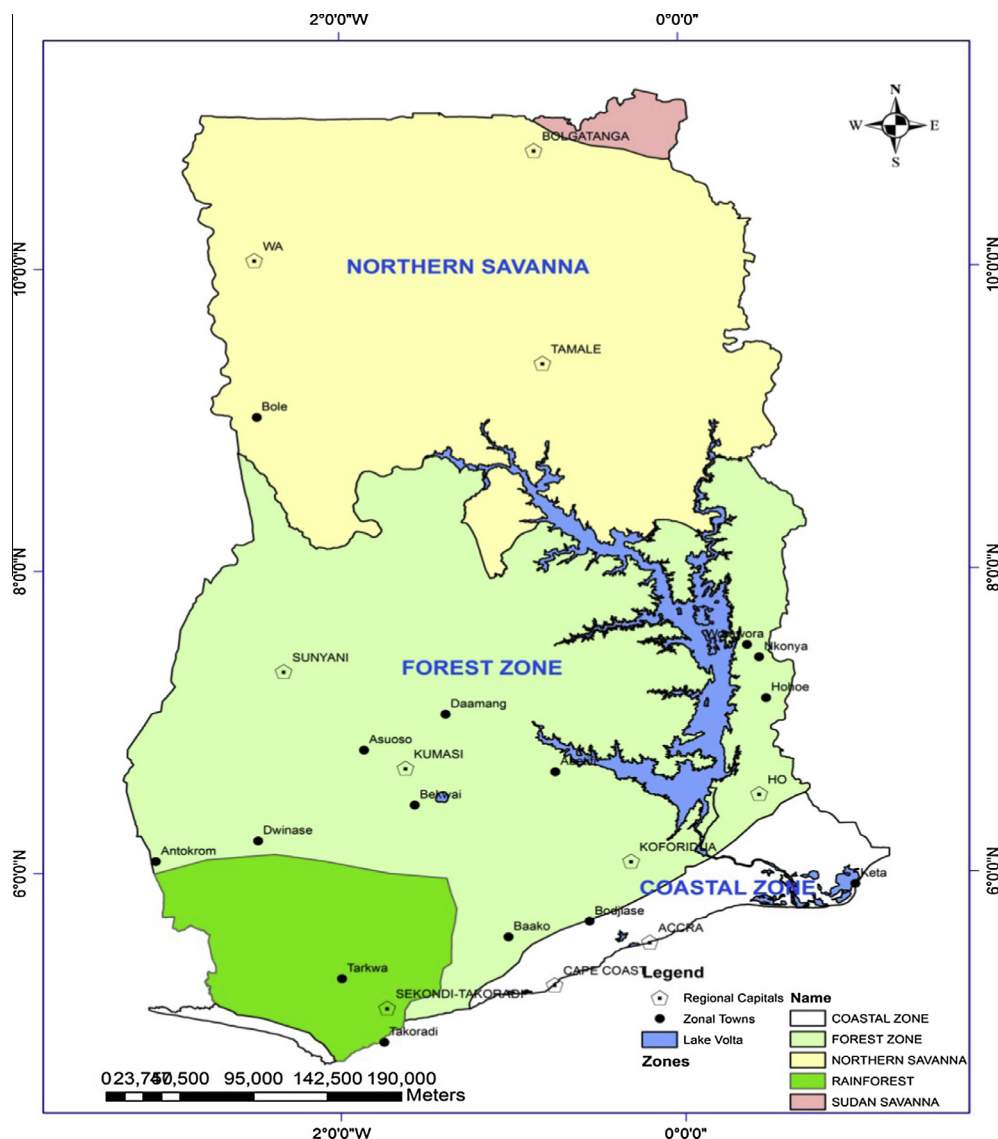 2°0'0"W 0°0'0"
N
W E
S
BOLGATANGA
WA
10°0'0"N
NORTHERN SAVANNA
10°0'0"N
TAMALE
Bole
8°0'0"N
8°0'0"N
Nkonya
SUNYANI
FOREST ZONE
Hohoe
Daamang
Asuoso
KUMASI
HO
Bekwai
Dwinase
KOFORIDUA
Antokrom
6°0'0"N
6°0'0"N
COASTAL ZONE
Keta
Bodjiase
Baako
ACCRA
Tarkwa
CAPE COAST
SEKONDI-TAKORADI
Takoradi
Legend
Regional Capitals
Zonal Towns
Lake Volta
Zones
Name
COASTAL ZONE
FOREST ZONE
NORTHERN SAVANNA
RAINFOREST
SUDAN SAVANNA
95,000 142,500 190,000
Meters
2°0'0"W 0°0'0"